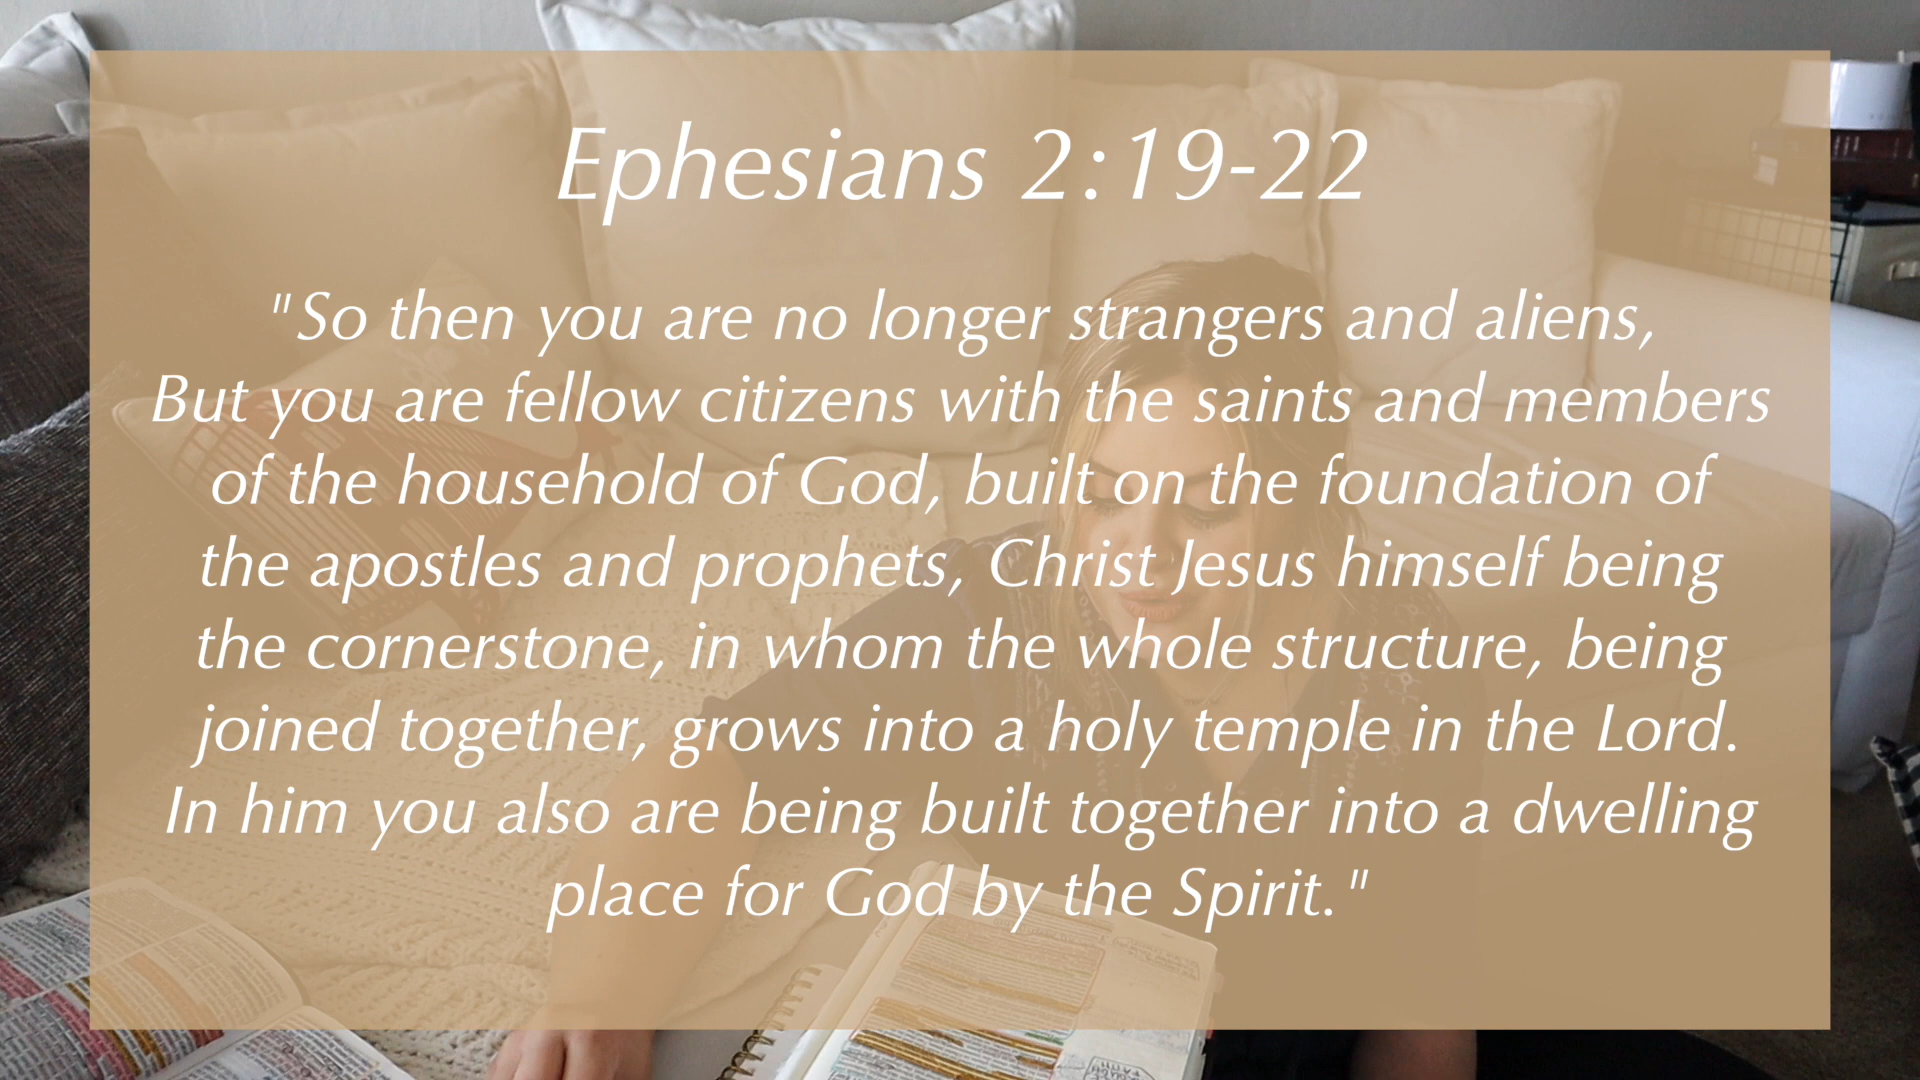 Ephesians 2:19-22
"So then you are no longer strangers and aliens,
But you are fellow citizens with the saints and members
of the household of God, built on the foundation of
the apostles and prophets, Christ Jesus himself being
the cornerstone, in whom the whole structure, being
joined together, grows into a holy temple in the Lord.
In him you also are being built together into a dwelling
place for God by the Spirit."